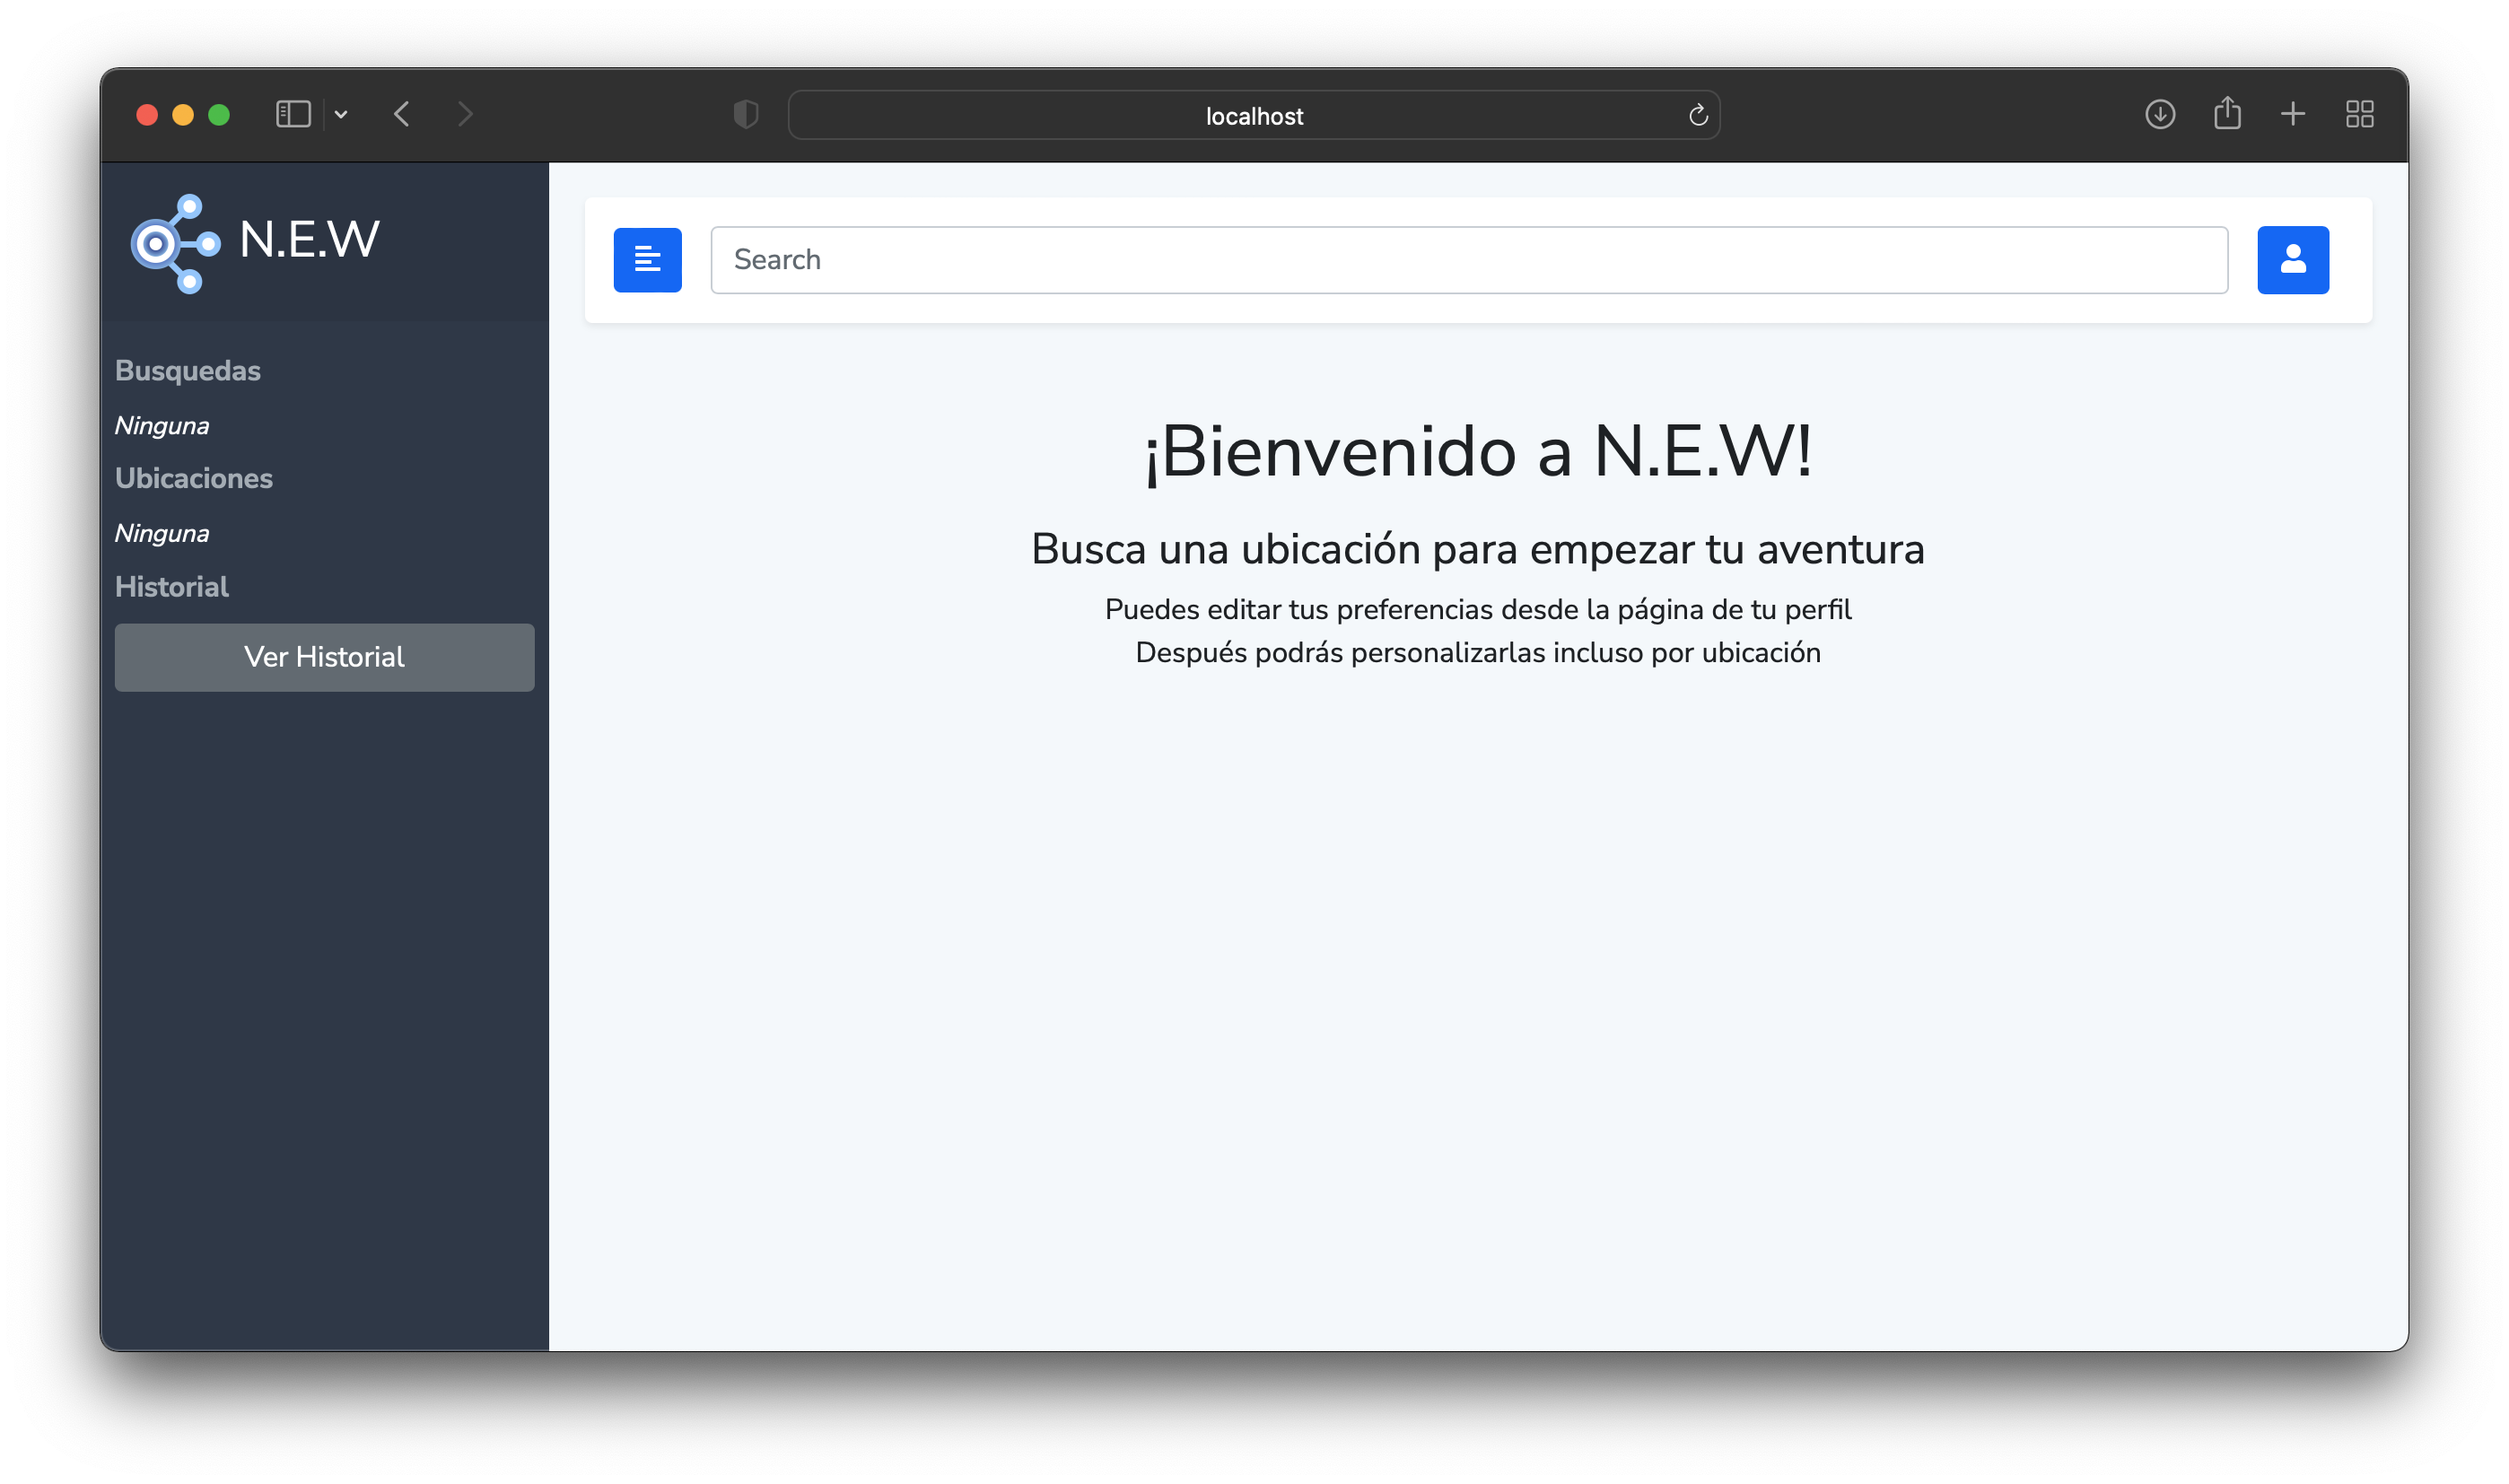 localhost
N.E.W
Search
Busquedas
Ninguna
Ubicaciones
Ninguna
Historial
Ver Historial
¡Bienvenido a N.E.W!
Busca una ubicación para empezar tu aventura
Puedes editar tus preferencias desde la página de tu perfil
Después podrás personalizarlas incluso por ubicación